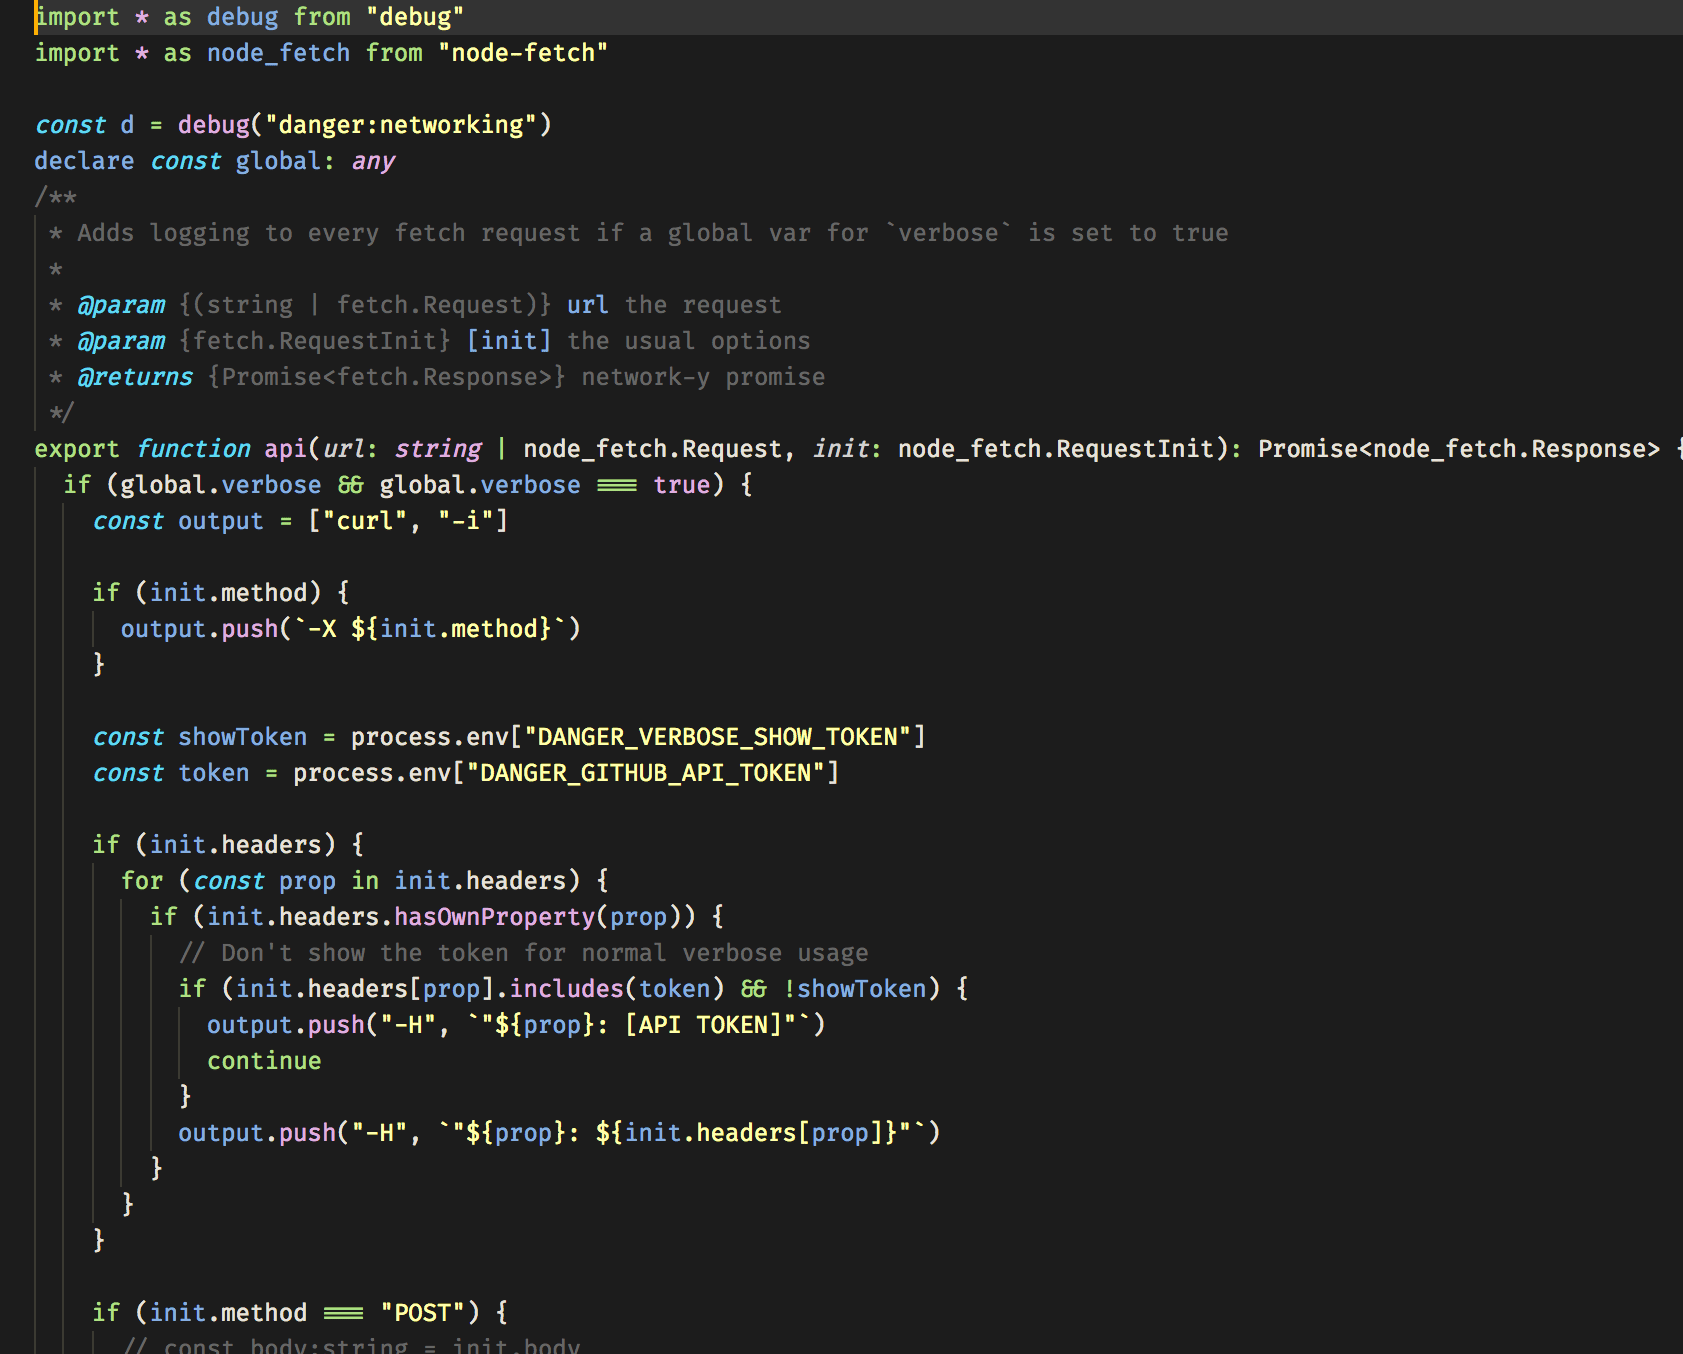 import * as debug from "debug"
import * as node_fetch from "node-fetch"
const d = debug("danger:networking")
declare const global: any
/**
* Adds logging to every fetch request if a global var for `verbose` is set to true
*
* @param {(string | fetch.Request)} url the request
* @param {fetch.RequestInit} [init] the usual options
* @returns {Promise<fetch.Response>} network-y promise
*/
export function api(url: string | node_fetch.Request, init: node_fetch.RequestInit): Promise<node_fetch.Response> {
if (global.verbose && global.verbose === true) {
const output = ["curl", "-i"]
if (init.method) {
output.push(`-X ${init.method}`)
}
const showToken = process.env["DANGER_VERBOSE_SHOW_TOKEN"]
const token = process.env["DANGER_GITHUB_API_TOKEN"]
if (init.headers) {
for (const prop in init.headers) {
if (init.headers.hasOwnProperty(prop)) {
// Don't show the token for normal verbose usage
if (init.headers[prop].includes(token) && !showToken) {
output.push("-H", `"${prop}: [API TOKEN]"`)
continue
}
output.push("-H", `"${prop}: ${init.headers[prop]}"`)
}
}
}
if (init.method === "POST") {
// const body:string = init.body